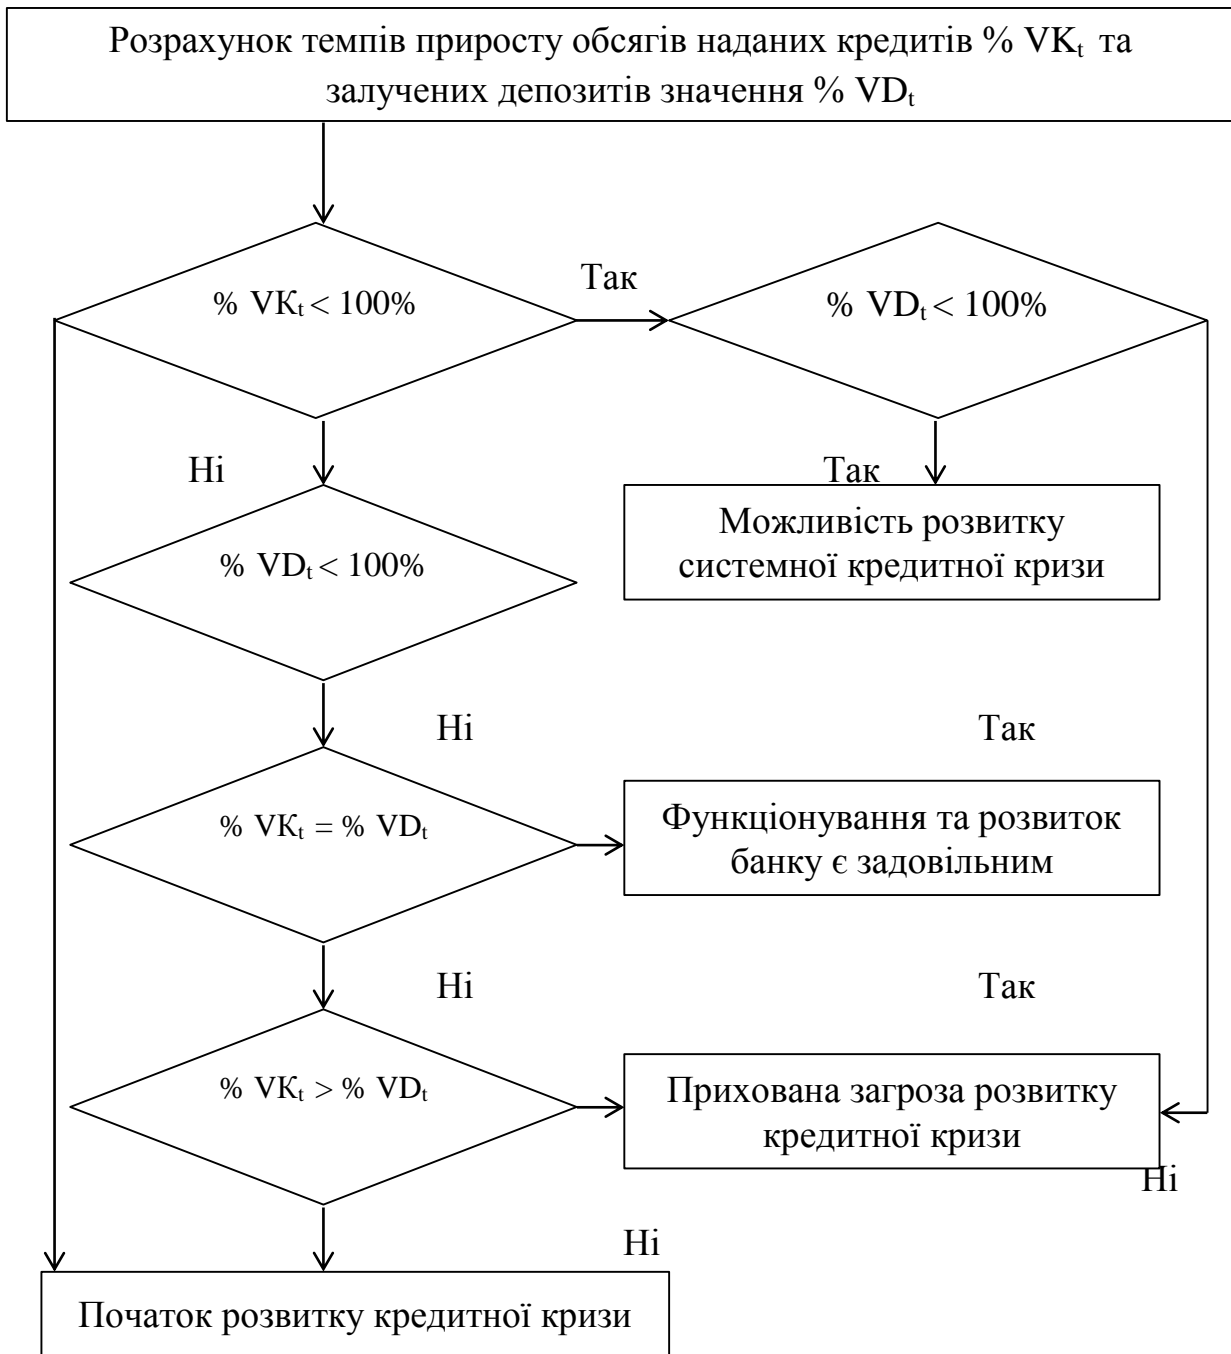 Розрахунок темпів приросту обсягів наданих кредитів % VKₜ та
залучених депозитів значення % VDₜ
% VKₜ < 100%
Так
% VDₜ < 100%
Ні
Так
% VDₜ < 100%
Можливість розвитку
системної кредитної кризи
Ні
Так
% VKₜ = % VDₜ
Функціонування та розвиток
банку є задовільним
Ні
Так
% VKₜ > % VDₜ
Прихована загроза розвитку
кредитної кризи
Ні
Ні
Початок розвитку кредитної кризи